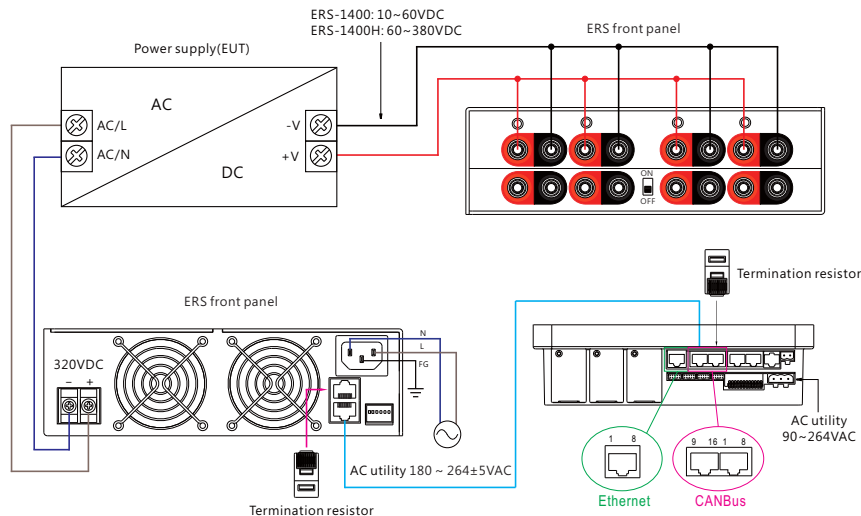 ERS-1400: 10~60VDC
ERS-1400H: 60~380VDC
Power supply(EUT)
ERS front panel
AC
AC/L
AC/N
-V
+V
DC
ON
OFF
Termination resistor
ERS front panel
N
L
FG
320VDC
- +
AC utility 180 ~ 264±5VAC
Termination resistor
AC utility
90~264VAC
1 8
Ethernet
9 16 1 8
CANBus